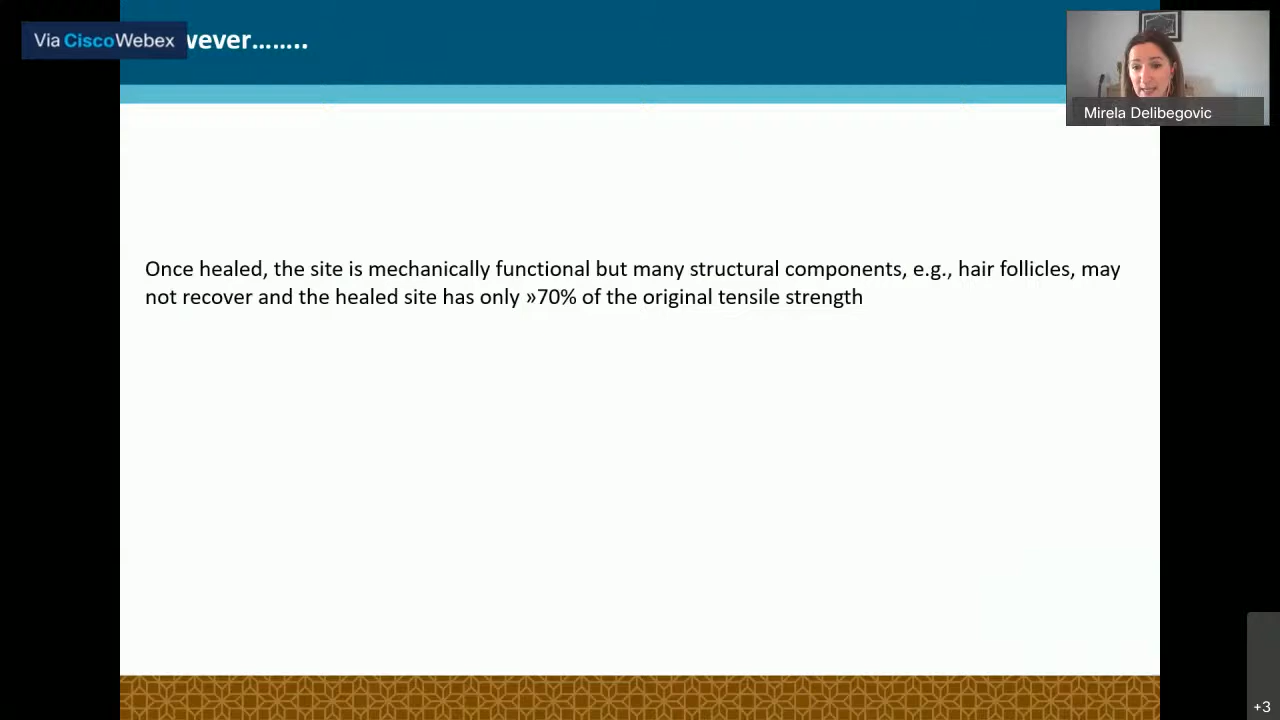 Via CiscoWebex
wever........
Mirela Delibegovic
Once healed, the site is mechanically functional but many structural components, e.g., hair follicles, may
not recover and the healed site has only »70% of the original tensile strength
+3